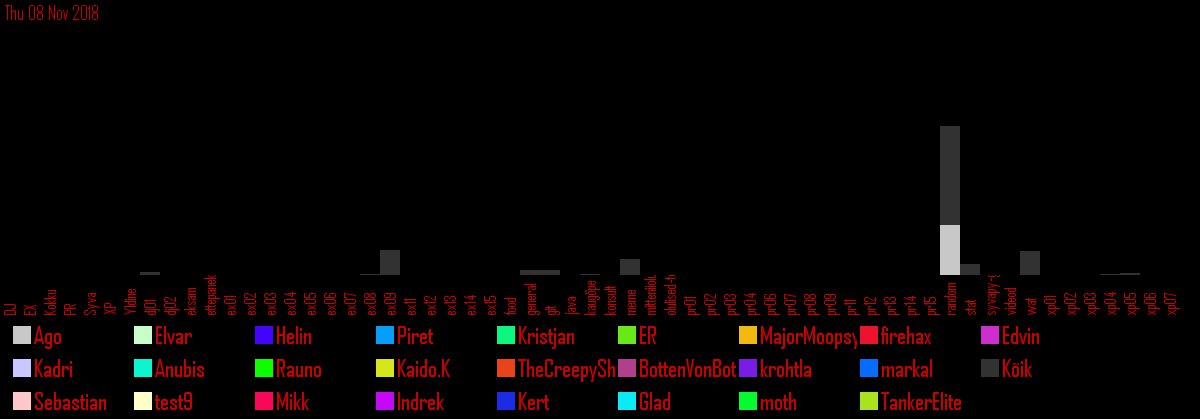 Thu 08 Nov 2018
DJ EX Kokku PR Syva XP Yldine dj01 dj02 eksam ettepanek ex01 ex02 ex03 ex04 ex05 ex06 ex07 ex08 ex09 ex11 ex12 ex13 ex14 ex15 food general git java kangõpe konsult meme mitteniloli olulised-h pr01 pr02 pr03 pr04 pr06 pr07 pr08 pr09 pr11 pr12 pr13 pr14 pr15 random stat syvapy-t videod wat xp01 xp02 xp03 xp04 xp05 xp06 xp07
Ago Elvar Helin Piret Kristjan ER MajorMoopsy firehax Edvin
Kadri Anubis Rauno Kaido.K TheCreepySh BottenVonBot krohtla markal Kõik
Sebastian test9 Mikk Indrek Kert Glad moth TankerElite